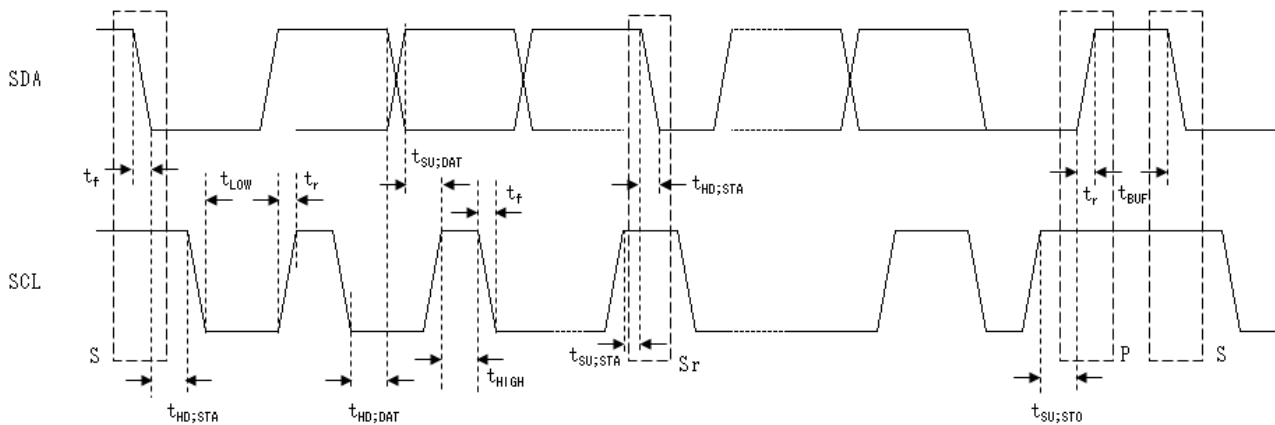 SDA
t_SU;DAT
t_f
t_LOW
t_r
t_f
t_HD;STA
t_r
t_BUF
SCL
S
t_SU;STA
Sr
P
S
t_HD;STA
t_HD;DAT
t_HIGH
t_SU;STO